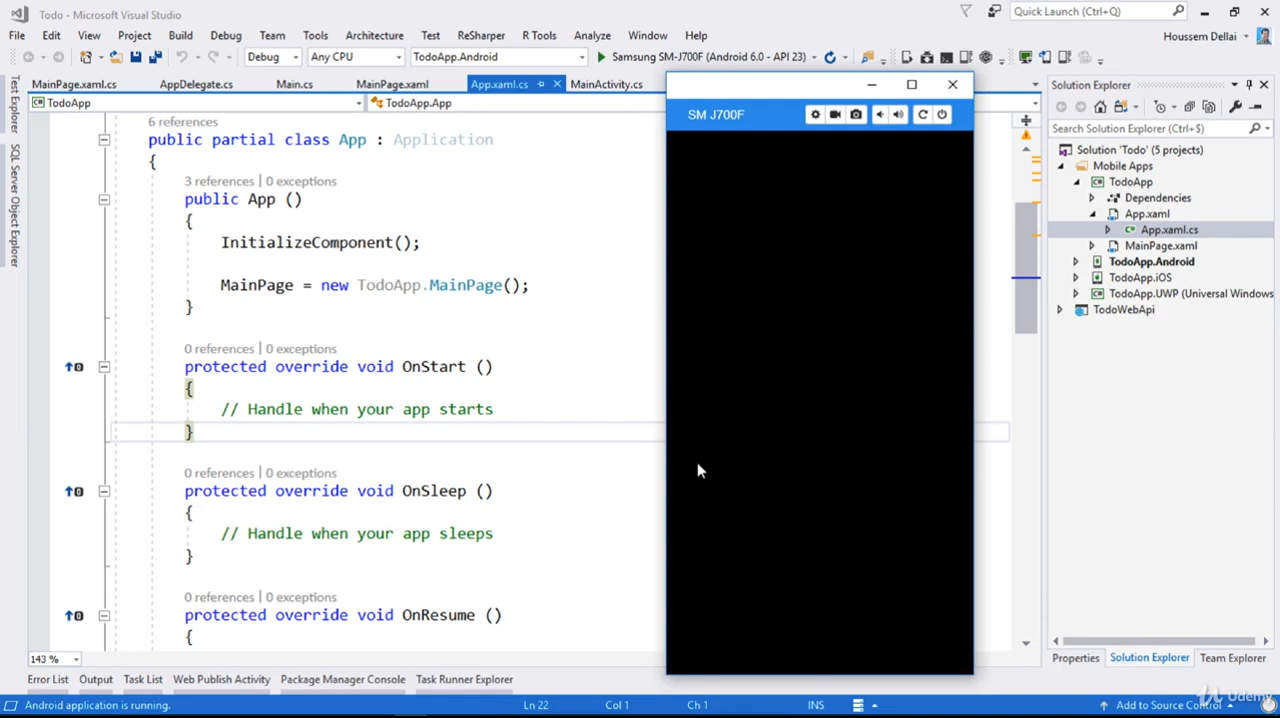 Todo - Microsoft Visual Studio
Quick Launch (Ctrl+Q)
File Edit View Project Build Debug Team Tools Architecture Test ReSharper R Tools Analyze Window Help
Houssem Dellai
Debug Any CPU TodoApp.Android Samsung SM-J700F (Android 6.0 - API 23)
MainPage.xaml.cs AppDelegate.cs Main.cs MainPage.xaml App.xaml.cs MainActivity.cs
TodoApp TodoApp.App
Test Explorer
SQL Server Object Explorer
6 references
public partial class App : Application
{
3 references | 0 exceptions
public App ()
{
InitializeComponent();
MainPage = new TodoApp.MainPage();
}
0 references | 0 exceptions
protected override void OnStart ()
{
// Handle when your app starts
}
0 references | 0 exceptions
protected override void OnSleep ()
{
// Handle when your app sleeps
}
0 references | 0 exceptions
protected override void OnResume ()
{
143 %
SM J700F
Solution Explorer
Search Solution Explorer (Ctrl+$)
Solution 'Todo' (5 projects)
Mobile Apps
TodoApp
Dependencies
App.xaml
App.xaml.cs
MainPage.xaml
TodoApp.Android
TodoApp.iOS
TodoApp.UWP (Universal Windows
TodoWebApi
Properties Solution Explorer Team Explorer
Error List Output Task List Web Publish Activity Package Manager Console Task Runner Explorer
Android application is running. Ln 22 Col 1 Ch 1 INS Add to Source Control
Udemy